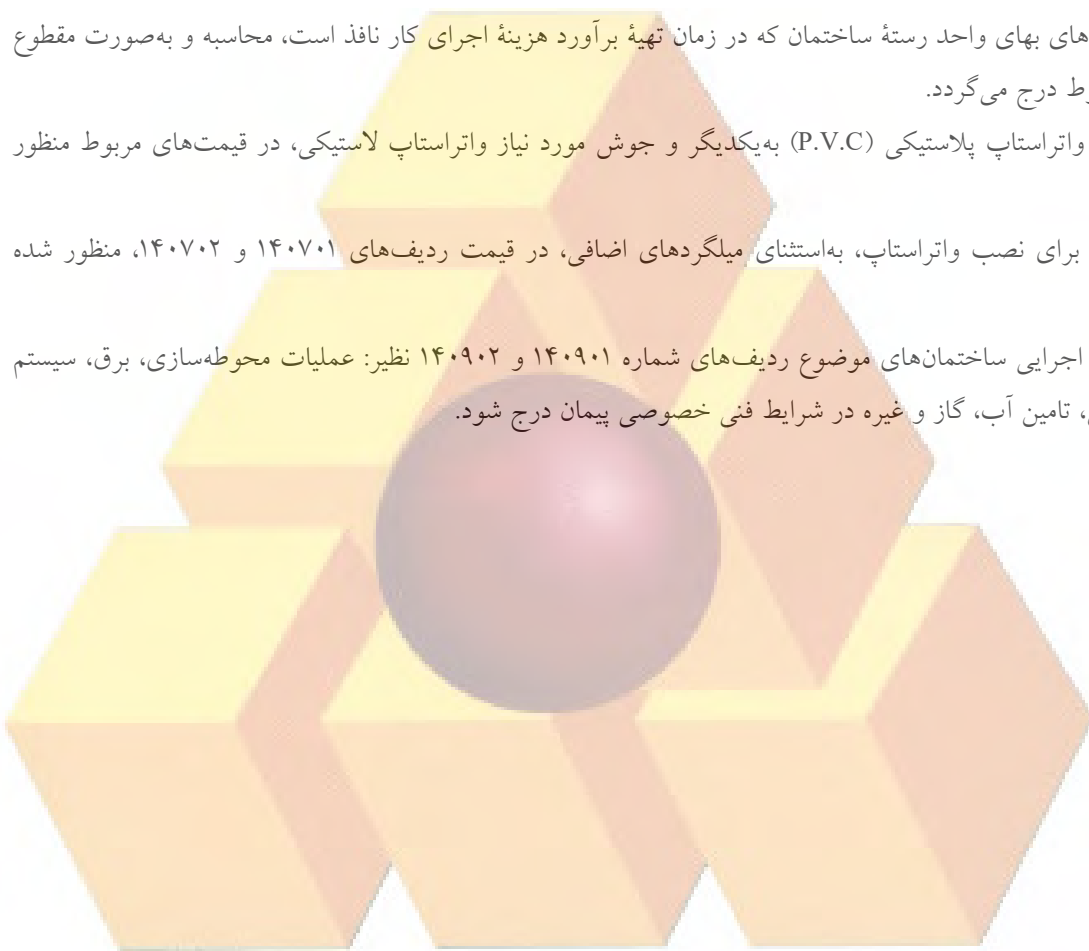 های بهای واحد رستهٔ ساختمان که در زمان تهیهٔ برآورد هزینهٔ اجرای کار نافذ است، محاسبه و به‌صورت مقطوع
وط درج می‌گردد.
واتراستاپ پلاستیکی (P.V.C) به‌یکدیگر و جوش مورد نیاز واتراستاپ لاستیکی، در قیمت‌های مربوط منظور
برای نصب واتراستاپ، به‌استثنای میلگردهای اضافی، در قیمت ردیف‌های ۱۴۰۷۰۱ و ۱۴۰۷۰۲، منظور شده
اجرایی ساختمان‌های موضوع ردیف‌های شماره ۱۴۰۹۰۱ و ۱۴۰۹۰۲ نظیر: عملیات محوطه‌سازی، برق، سیستم
، تامین آب، گاز و غیره در شرایط فنی خصوصی پیمان درج شود.